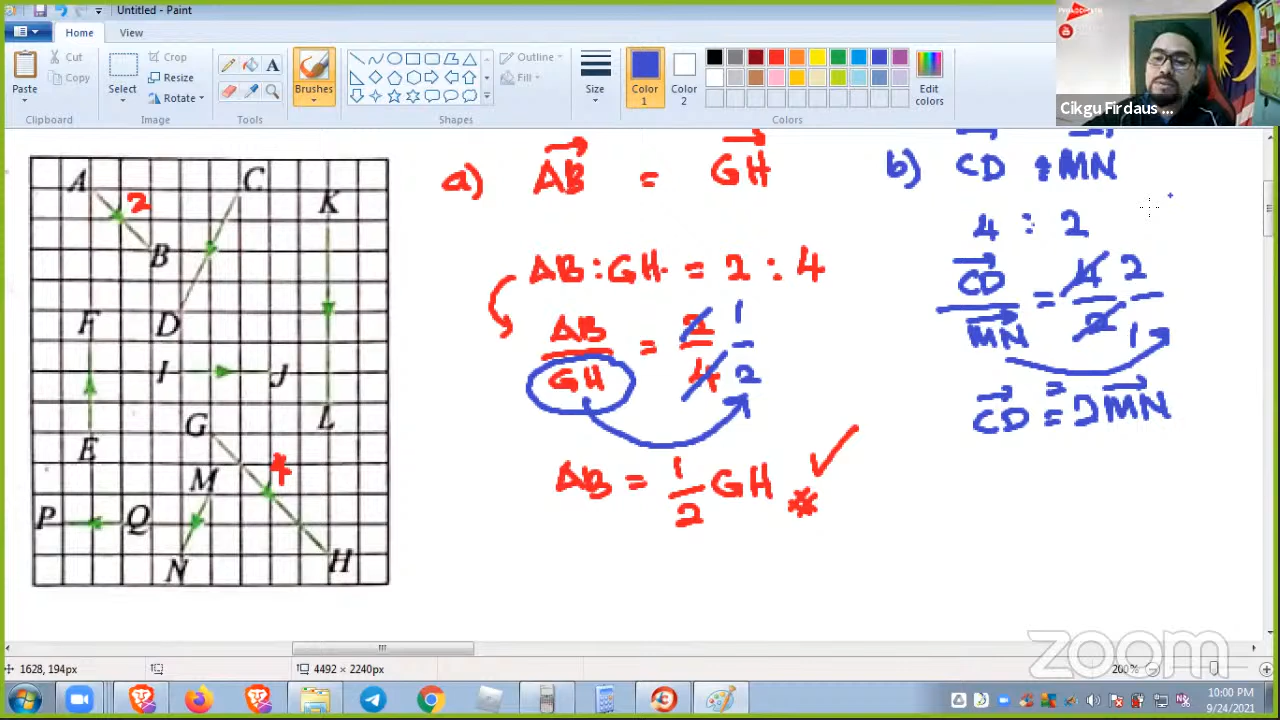 Untitled - Paint
Home
View
Paste
Cut
Copy
Clipboard
Select
Crop
Resize
Rotate
Image
A
Tools
Brushes
Outline
Fill
Shapes
Size
Color 1
Color 2
Edit colors
Colors
Cikgu Firdaus ...
A
2
B
C
D
K
F
I
J
L
E
G
M
4
P
Q
N
H
a) AB = GH
AB:GH = 2 : 4
AB/GH = 2/4 1/2
AB = 1/2 GH *
b) CD : MN
4 : 2
CD/MN = 4/2 2/1
CD = 2MN
zoom
1628, 194px
4492 × 2240px
200%
10:00 PM
9/24/2021